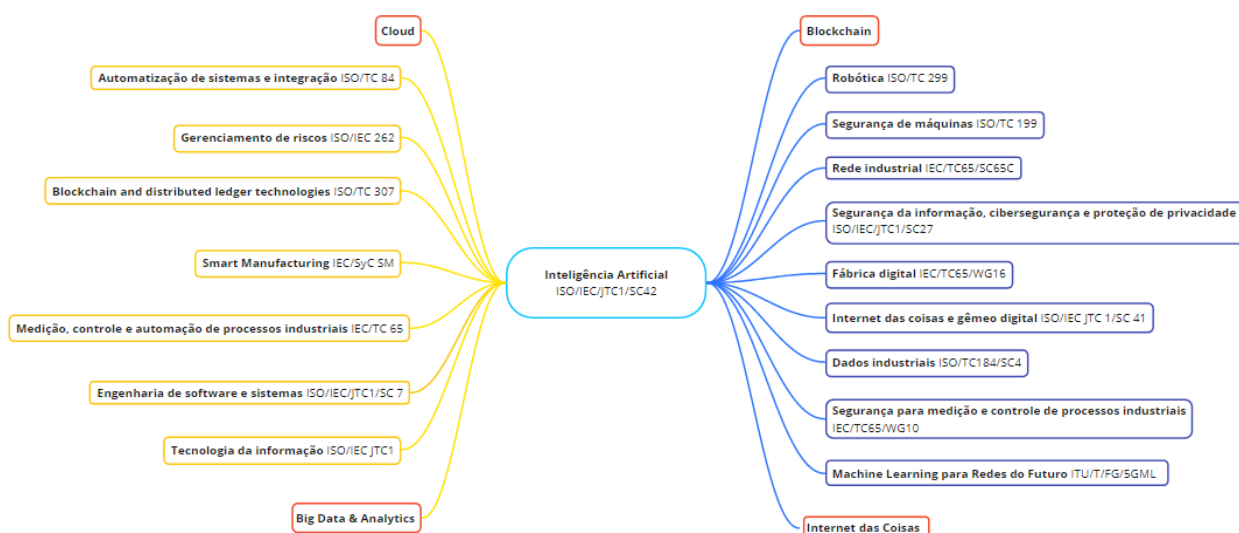 Cloud
Automatização de sistemas e integração ISO/TC 84
Gerenciamento de riscos ISO/IEC 262
Blockchain and distributed ledger technologies ISO/TC 307
Smart Manufacturing IEC/SyC SM
Medição, controle e automação de processos industriais IEC/TC 65
Engenharia de software e sistemas ISO/IEC/JTC1/SC 7
Tecnologia da informação ISO/IEC JTC1
Big Data & Analytics
Inteligência Artificial
ISO/IEC/JTC1/SC42
Blockchain
Robótica ISO/TC 299
Segurança de máquinas ISO/TC 199
Rede industrial IEC/TC65/SC65C
Segurança da informação, cibersegurança e proteção de privacidade
ISO/IEC/JTC1/SC27
Fábrica digital IEC/TC65/WG16
Internet das coisas e gêmeo digital ISO/IEC JTC 1/SC 41
Dados industriais ISO/TC184/SC4
Segurança para medição e controle de processos industriais
IEC/TC65/WG10
Machine Learning para Redes do Futuro ITU/T/FG/5GML
Internet das Coisas